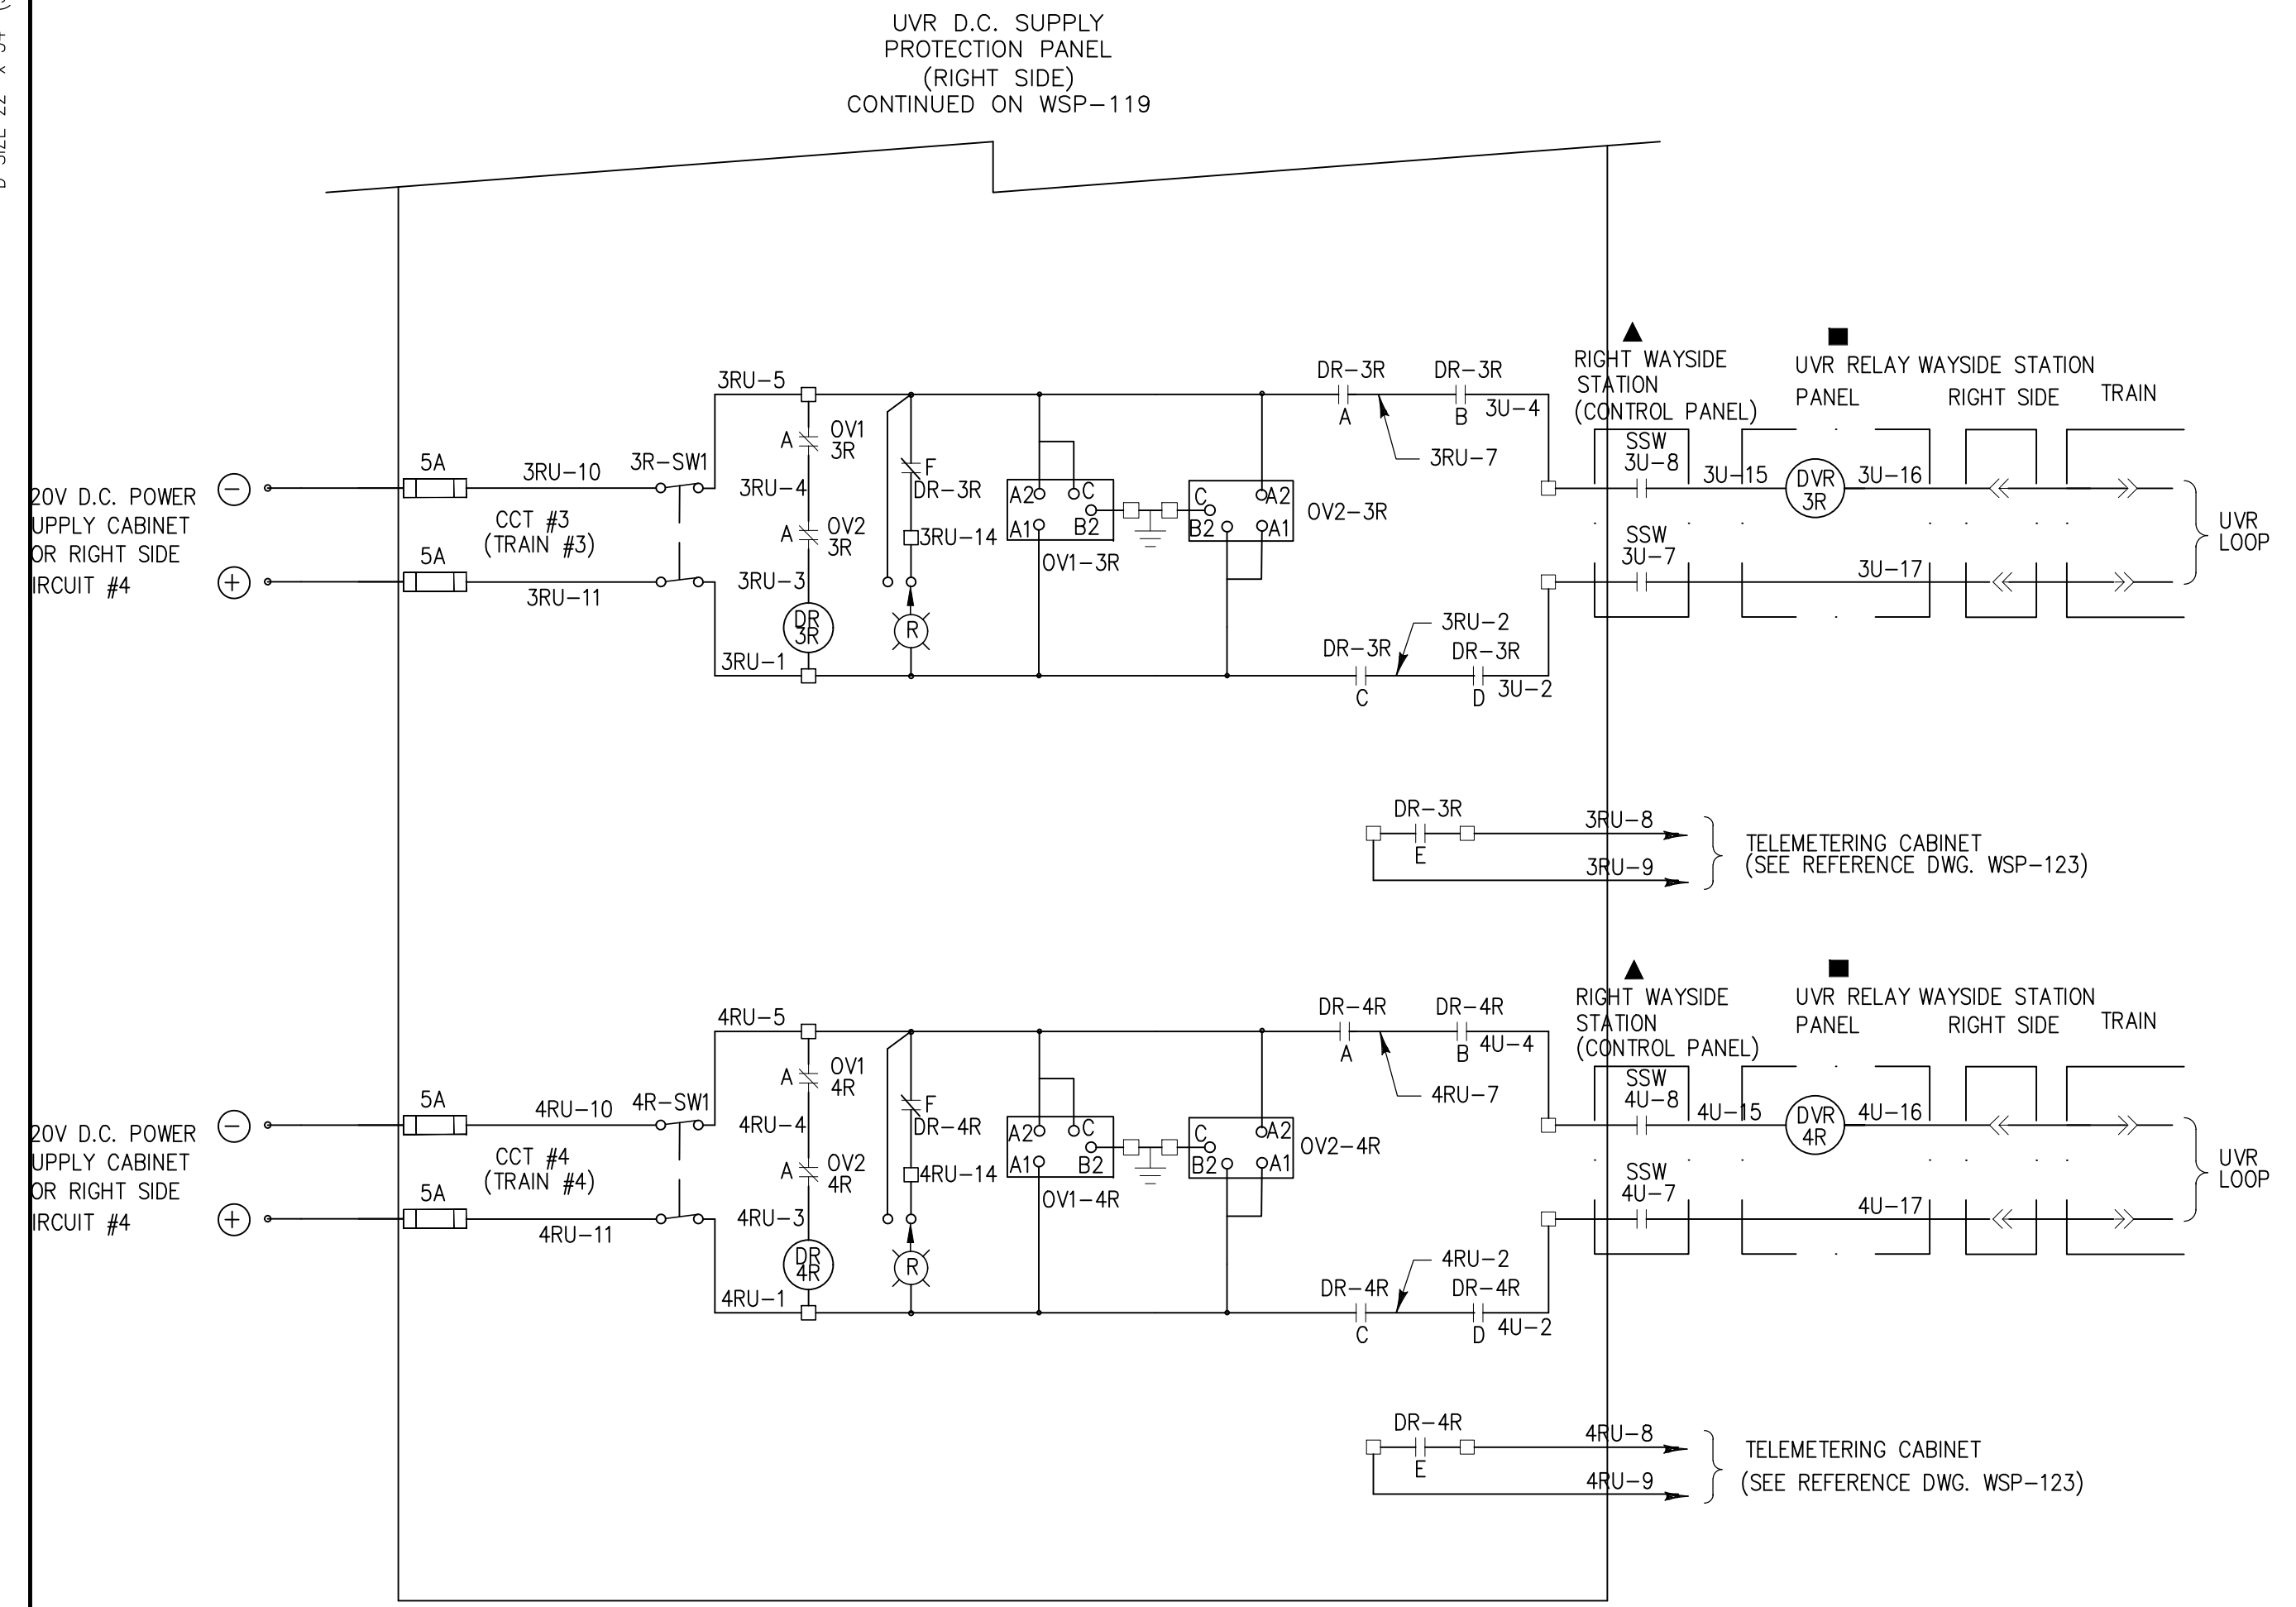 UVR D.C. SUPPLY
PROTECTION PANEL
(RIGHT SIDE)
CONTINUED ON WSP-119
3RU-5
DR-3R
DR-3R
A
B
3U-4
3RU-7
RIGHT WAYSIDE
STATION
(CONTROL PANEL)
UVR RELAY WAYSIDE STATION
PANEL
RIGHT SIDE
TRAIN
20V D.C. POWER
UPPLY CABINET
OR RIGHT SIDE
IRCUIT #4
−
+
5A
5A
3RU-10
CCT #3
(TRAIN #3)
3RU-11
3R-SW1
A
OV1
3R
3RU-4
A
OV2
3R
3RU-3
DR
3R
3RU-1
F
DR-3R
3RU-14
R
A2
C
A1
B2
OV1-3R
C
A2
B2
A1
OV2-3R
SSW
3U-8
3U-15
DVR
3R
3U-16
SSW
3U-7
3U-17
UVR
LOOP
3RU-2
DR-3R
DR-3R
C
D
3U-2
DR-3R
E
3RU-8
3RU-9
TELEMETERING CABINET
(SEE REFERENCE DWG. WSP-123)
4RU-5
DR-4R
DR-4R
A
B
4U-4
4RU-7
RIGHT WAYSIDE
STATION
(CONTROL PANEL)
UVR RELAY WAYSIDE STATION
PANEL
RIGHT SIDE
TRAIN
20V D.C. POWER
UPPLY CABINET
OR RIGHT SIDE
IRCUIT #4
−
+
5A
5A
4RU-10
CCT #4
(TRAIN #4)
4RU-11
4R-SW1
A
OV1
4R
4RU-4
A
OV2
4R
4RU-3
DR
4R
4RU-1
F
DR-4R
4RU-14
R
A2
C
A1
B2
OV1-4R
C
A2
B2
A1
OV2-4R
SSW
4U-8
4U-15
DVR
4R
4U-16
SSW
4U-7
4U-17
UVR
LOOP
4RU-2
DR-4R
DR-4R
C
D
4U-2
DR-4R
E
4RU-8
4RU-9
TELEMETERING CABINET
(SEE REFERENCE DWG. WSP-123)